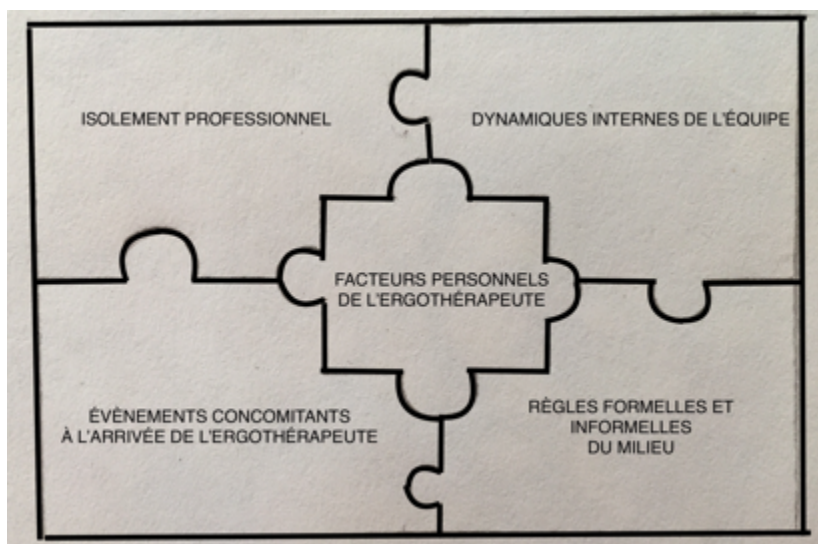 ISOLEMENT PROFESSIONNEL
DYNAMIQUES INTERNES DE L'ÉQUIPE
FACTEURS PERSONNELS
DE L'ERGOTHÉRAPEUTE
ÉVÈNEMENTS CONCOMITANTS
À L'ARRIVÉE DE L'ERGOTHÉRAPEUTE
RÈGLES FORMELLES ET
INFORMELLES
DU MILIEU